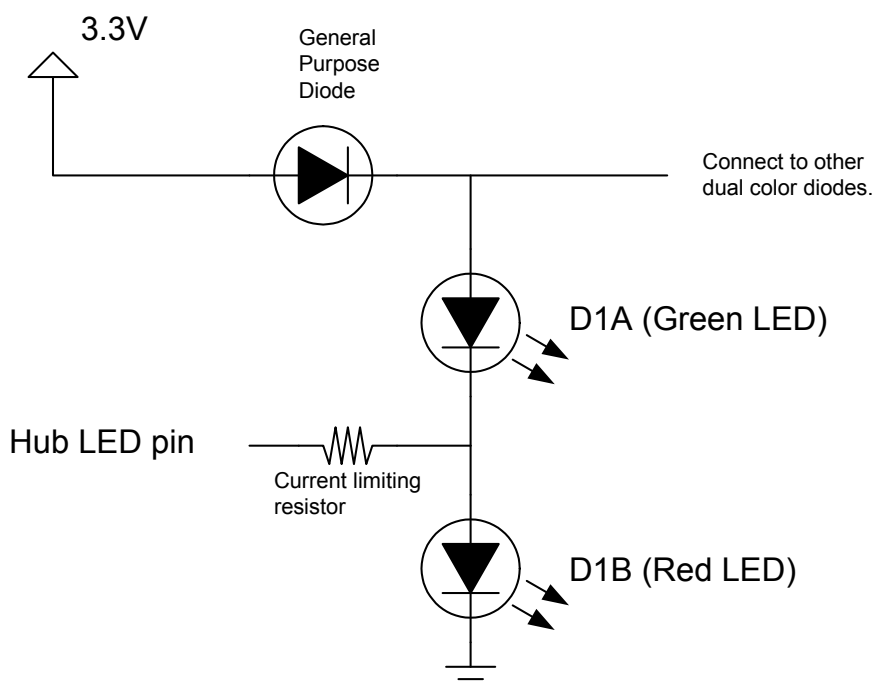 3.3V
General
Purpose
Diode
Connect to other
dual color diodes.
D1A (Green LED)
Hub LED pin
Current limiting
resistor
D1B (Red LED)